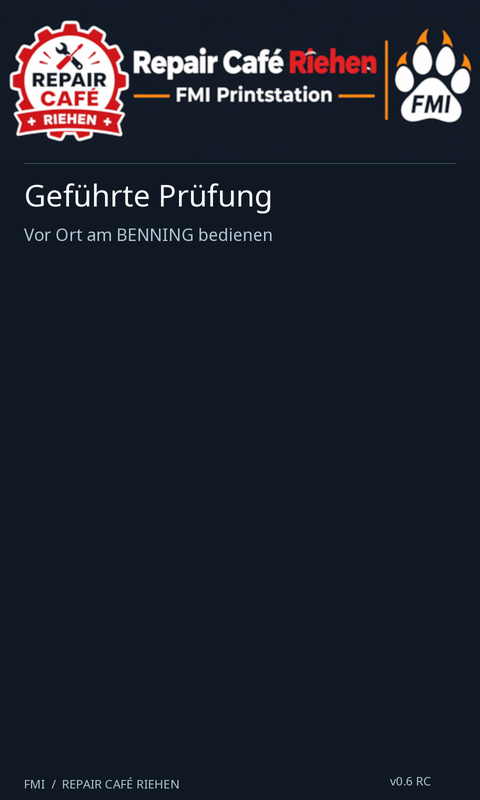 REPAIR
CAFÉ
+ RIEHEN +
Repair Café Riehen
FMI Printstation
FMI
Geführte Prüfung
Vor Ort am BENNING bedienen
FMI / REPAIR CAFÉ RIEHEN
v0.6 RC